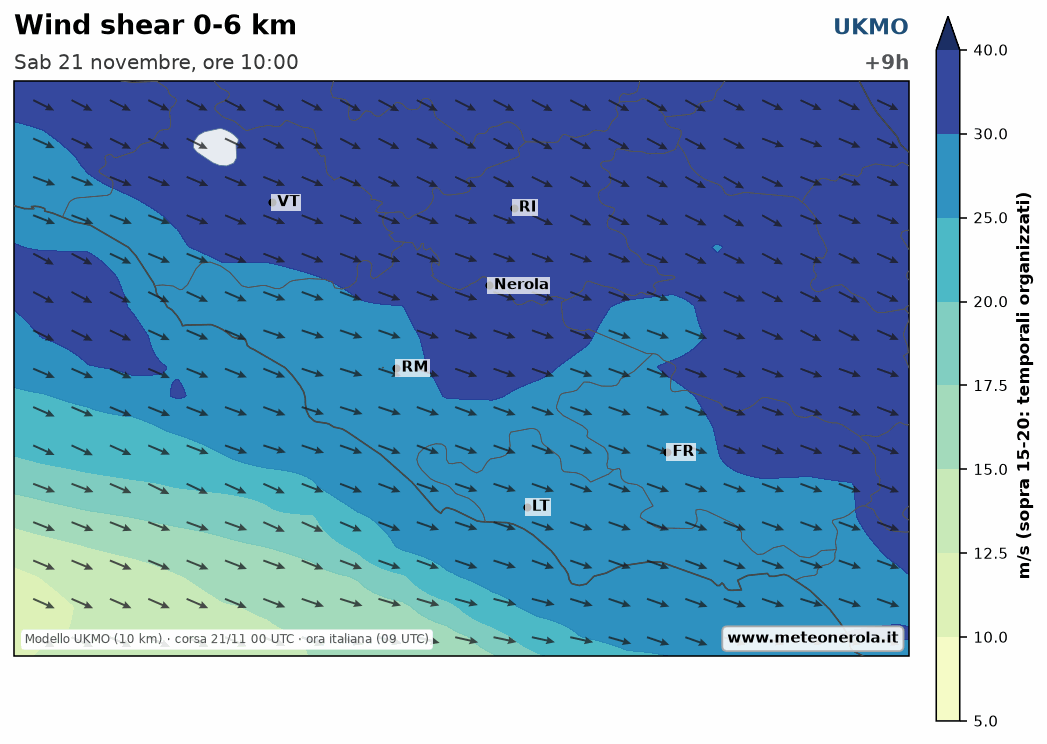 Wind shear 0-6 km
UKMO
Sab 21 novembre, ore 10:00
+9h
VT
RI
Nerola
RM
FR
LT
Modello UKMO (10 km) · corsa 21/11 00 UTC · ora italiana (09 UTC)
www.meteonerola.it
40.0
30.0
25.0
20.0
17.5
15.0
12.5
10.0
5.0
m/s (sopra 15-20: temporali organizzati)